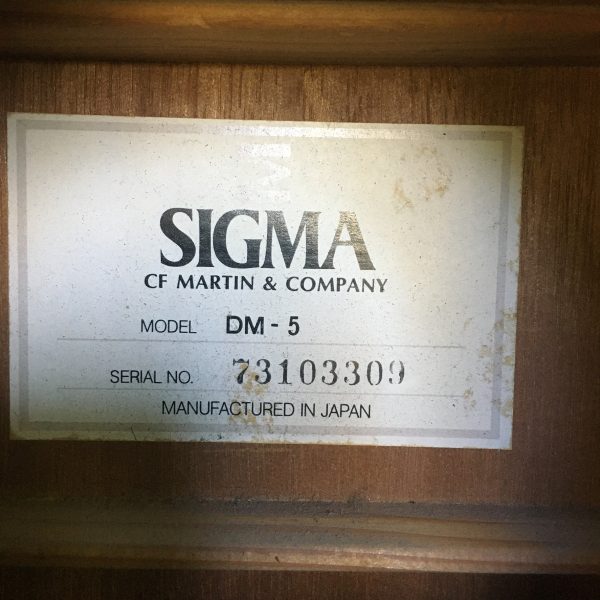 SIGMA
CF MARTIN & COMPANY
MODEL DM - 5
SERIAL NO. 73103309
MANUFACTURED IN JAPAN